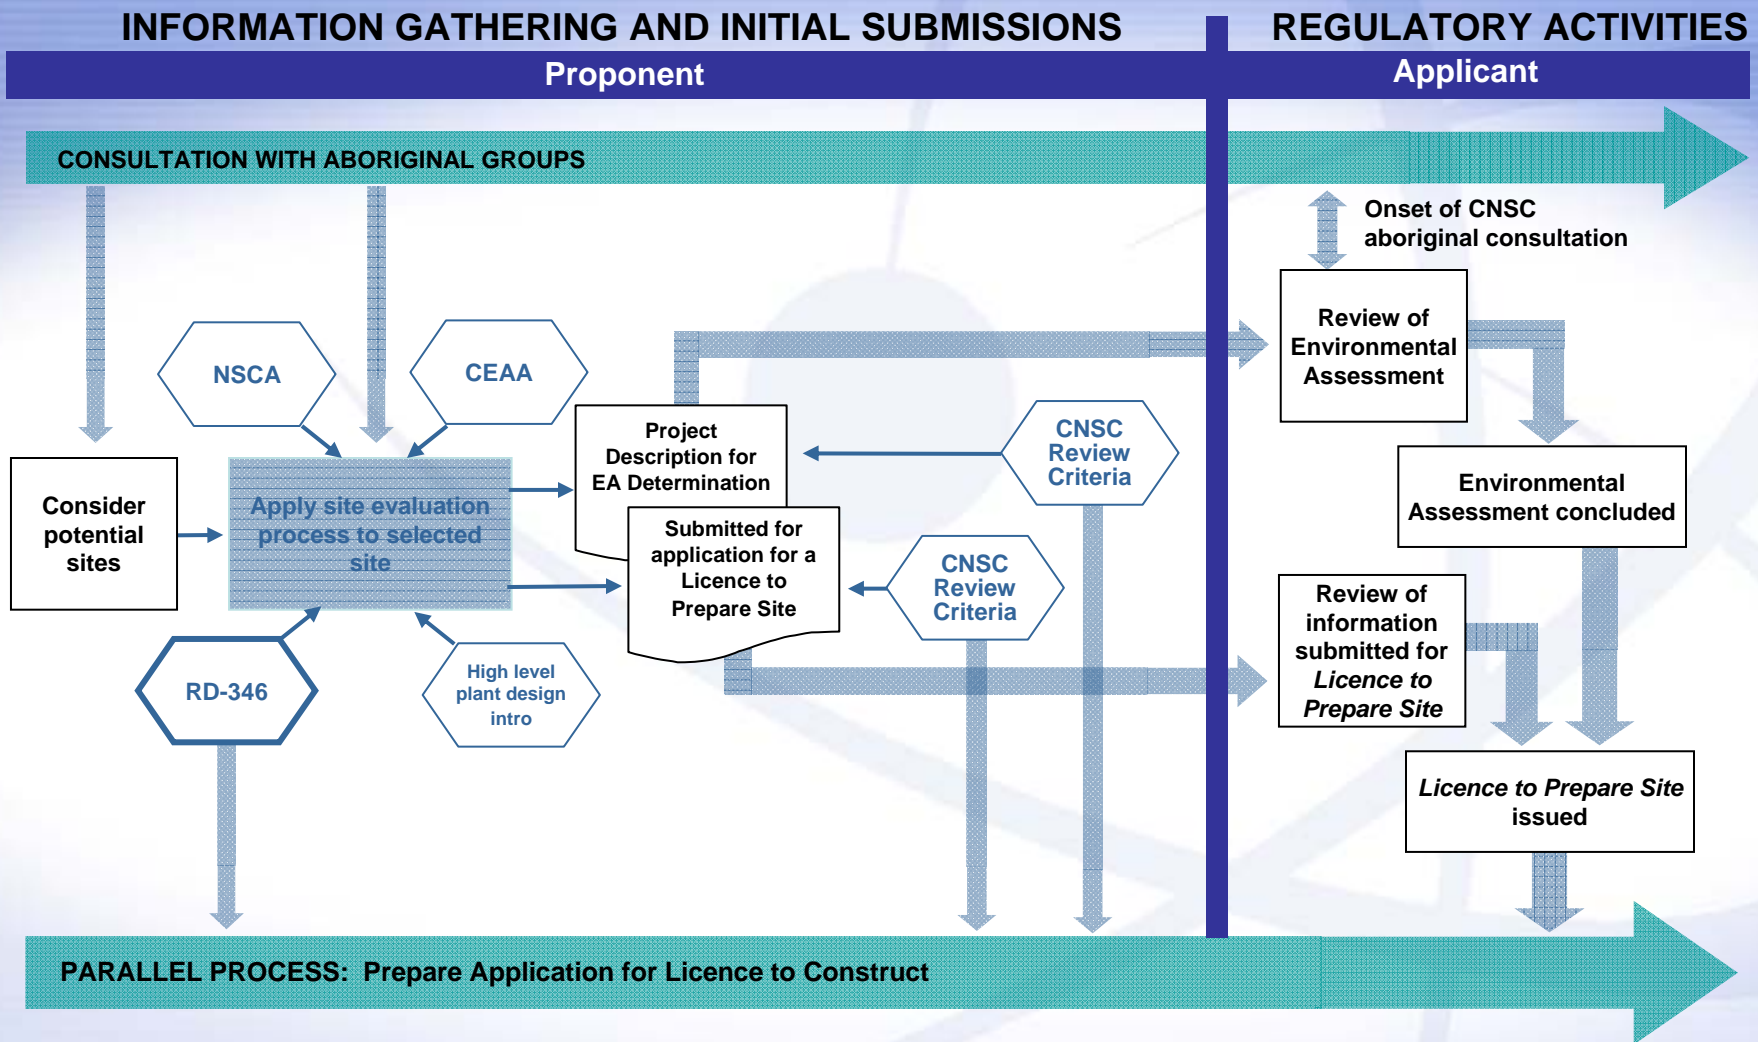 INFORMATION GATHERING AND INITIAL SUBMISSIONS
REGULATORY ACTIVITIES
Proponent
Applicant
CONSULTATION WITH ABORIGINAL GROUPS
Onset of CNSC
aboriginal consultation
NSCA
CEAA
Consider
potential
sites
Apply site evaluation
process to selected
site
RD-346
High level
plant design
intro
Project
Description for
EA Determination
Submitted for
application for a
Licence to
Prepare Site
CNSC
Review
Criteria
CNSC
Review
Criteria
Review of
Environmental
Assessment
Environmental
Assessment concluded
Review of
information
submitted for
Licence to
Prepare Site
Licence to Prepare Site
issued
PARALLEL PROCESS: Prepare Application for Licence to Construct